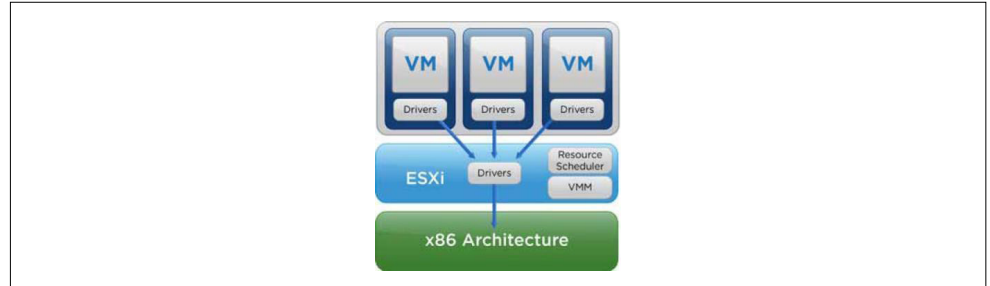 VM
VM
VM
Drivers
Drivers
Drivers
ESXi
Drivers
Resource
Scheduler
VMM
x86 Architecture